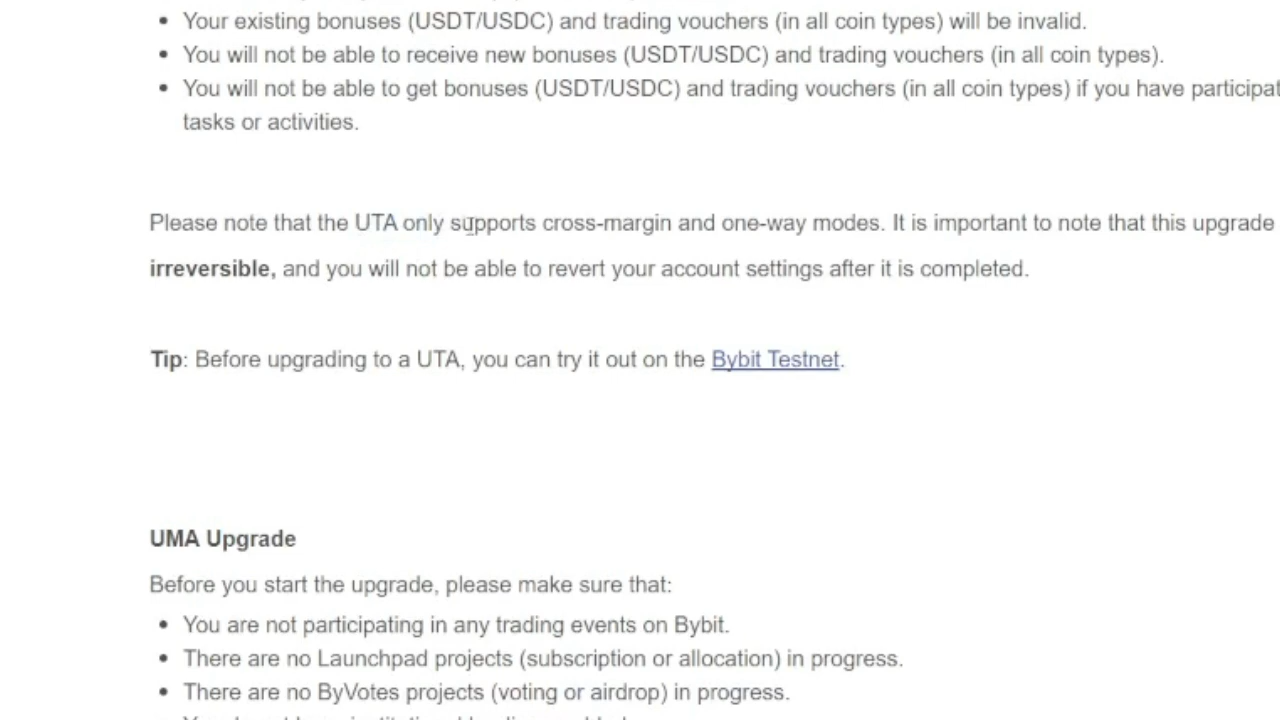 Your existing bonuses (USDT/USDC) and trading vouchers (in all coin types) will be invalid.
You will not be able to receive new bonuses (USDT/USDC) and trading vouchers (in all coin types).
You will not be able to get bonuses (USDT/USDC) and trading vouchers (in all coin types) if you have participat
tasks or activities.
Please note that the UTA only supports cross-margin and one-way modes. It is important to note that this upgrade
irreversible, and you will not be able to revert your account settings after it is completed.
Tip: Before upgrading to a UTA, you can try it out on the Bybit Testnet.
UMA Upgrade
Before you start the upgrade, please make sure that:
You are not participating in any trading events on Bybit.
There are no Launchpad projects (subscription or allocation) in progress.
There are no ByVotes projects (voting or airdrop) in progress.